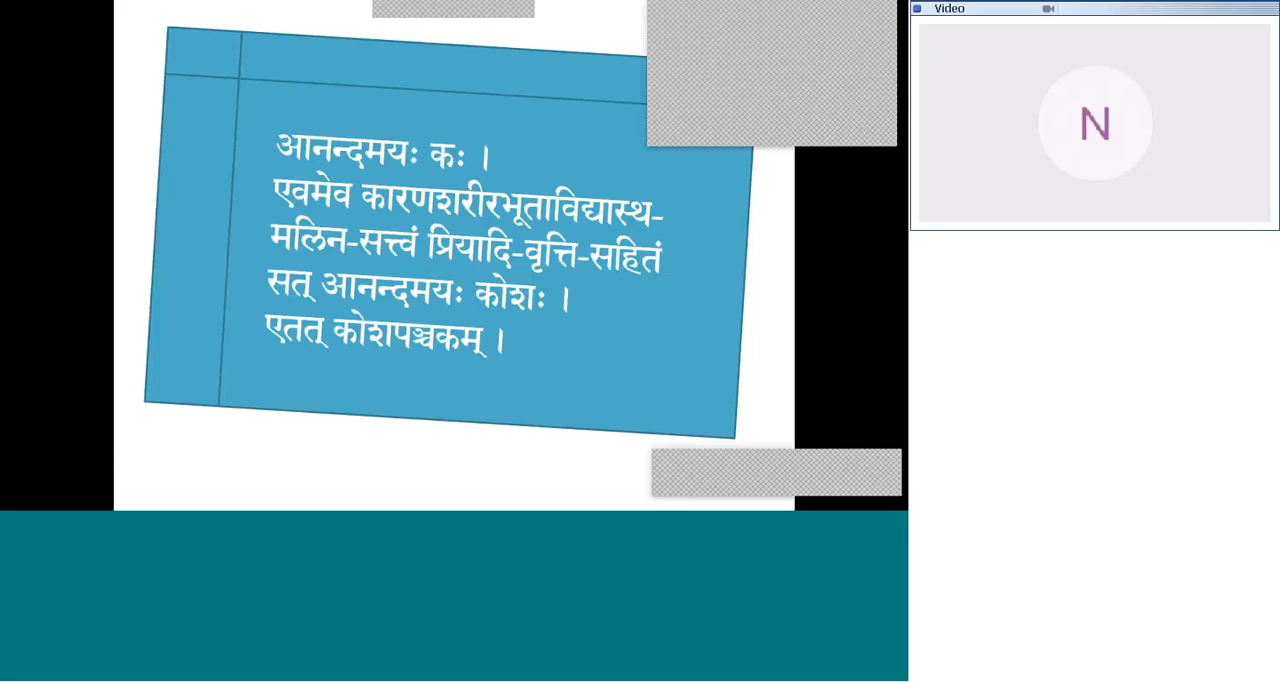 आनन्दमयः कः ।
एवमेव कारणशरीरभूताविद्यास्थ-
मलिन-सत्त्वं प्रियादि-वृत्ति-सहितं
सत् आनन्दमयः कोशः ।
एतत् कोशपञ्चकम् ।
Video
N